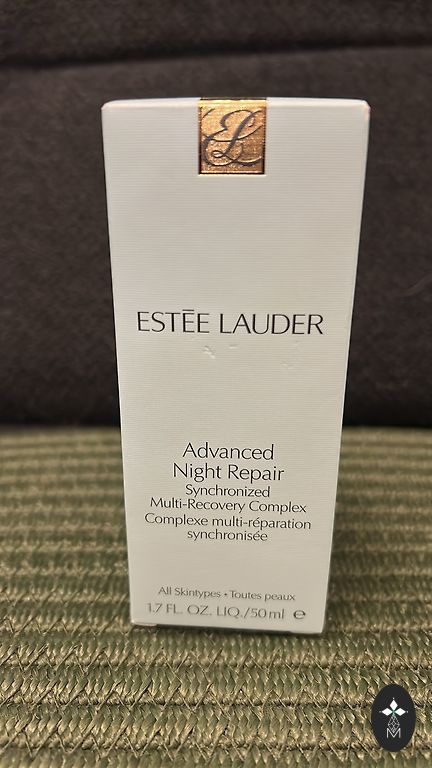 EL
ESTĒE LAUDER
Advanced
Night Repair
Synchronized
Multi-Recovery Complex
Complexe multi-réparation
synchronisée
All Skintypes • Toutes peaux
1.7 FL. OZ. LIQ./50 ml ℮
M